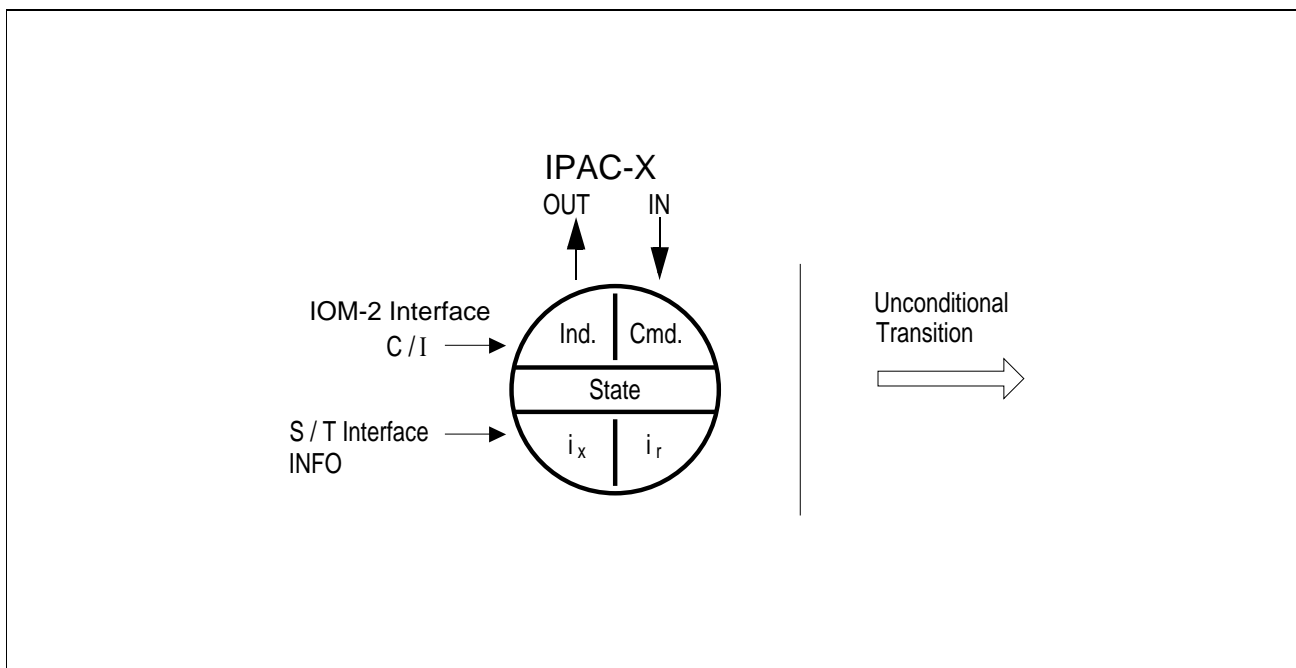 IPAC-X
OUT IN
IOM-2 Interface
C / I
Ind. Cmd.
State
S / T Interface
INFO
i x i r
Unconditional
Transition